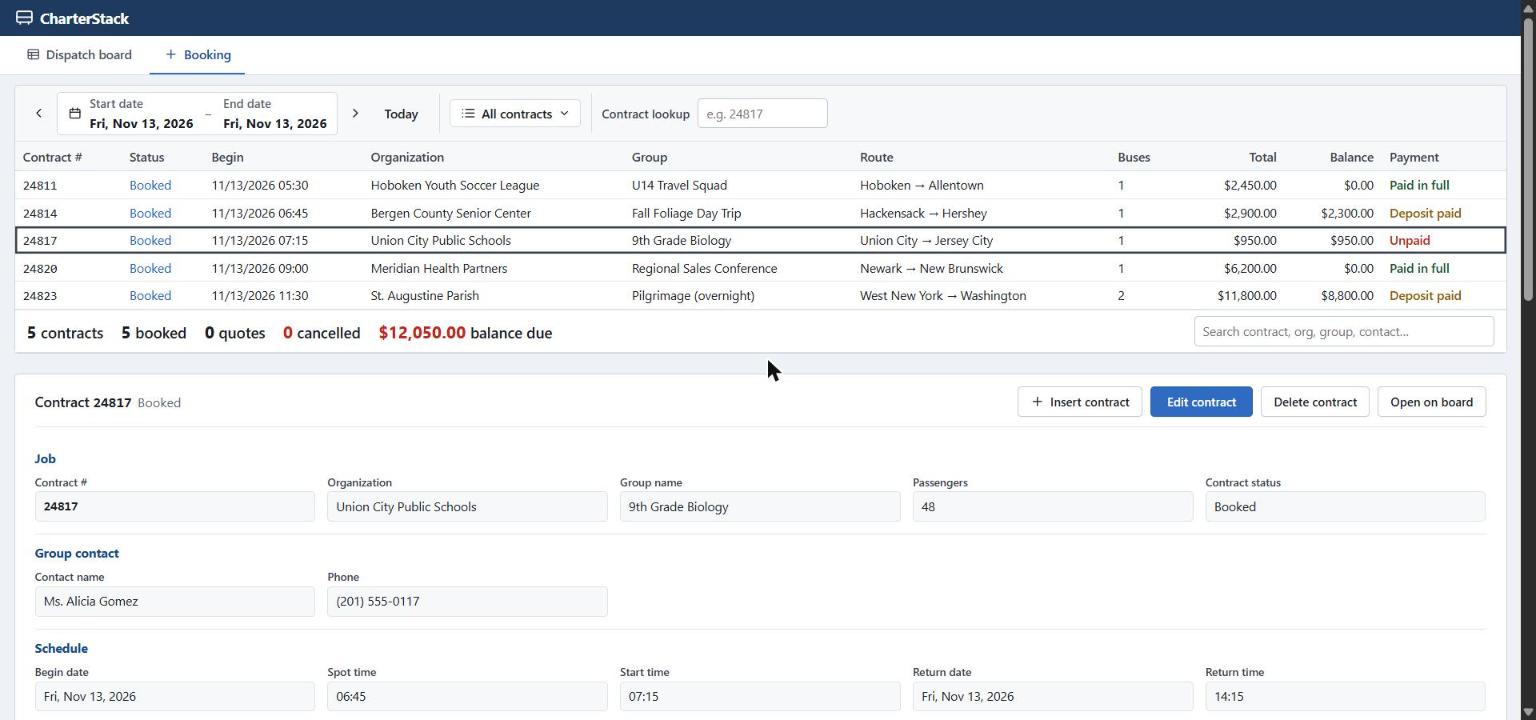 CharterStack
Dispatch board + Booking
Start date End date
Fri, Nov 13, 2026 – Fri, Nov 13, 2026 Today All contracts Contract lookup e.g. 24817
Contract # Status Begin Organization Group Route Buses Total Balance Payment
24811 Booked 11/13/2026 05:30 Hoboken Youth Soccer League U14 Travel Squad Hoboken → Allentown 1 $2,450.00 $0.00 Paid in full
24814 Booked 11/13/2026 06:45 Bergen County Senior Center Fall Foliage Day Trip Hackensack → Hershey 1 $2,900.00 $2,300.00 Deposit paid
24817 Booked 11/13/2026 07:15 Union City Public Schools 9th Grade Biology Union City → Jersey City 1 $950.00 $950.00 Unpaid
24820 Booked 11/13/2026 09:00 Meridian Health Partners Regional Sales Conference Newark → New Brunswick 1 $6,200.00 $0.00 Paid in full
24823 Booked 11/13/2026 11:30 St. Augustine Parish Pilgrimage (overnight) West New York → Washington 2 $11,800.00 $8,800.00 Deposit paid
5 contracts 5 booked 0 quotes 0 cancelled $12,050.00 balance due Search contract, org, group, contact...
Contract 24817 Booked + Insert contract Edit contract Delete contract Open on board
Job
Contract # Organization Group name Passengers Contract status
24817 Union City Public Schools 9th Grade Biology 48 Booked
Group contact
Contact name Phone
Ms. Alicia Gomez (201) 555-0117
Schedule
Begin date Spot time Start time Return date Return time
Fri, Nov 13, 2026 06:45 07:15 Fri, Nov 13, 2026 14:15